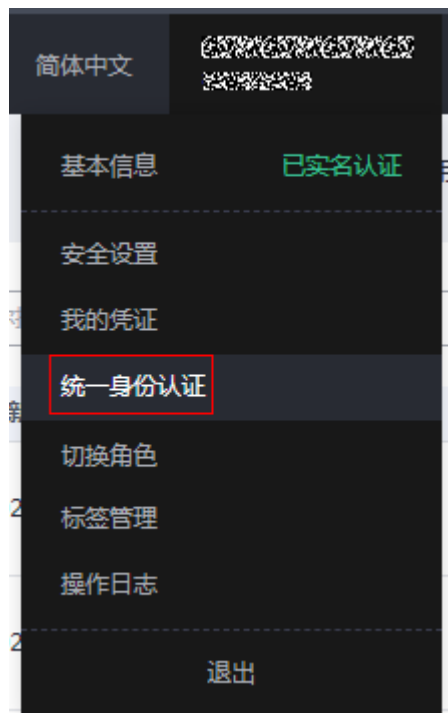 简体中文
基本信息 已实名认证
安全设置
我的凭证
统一身份认证
切换角色
标签管理
操作日志
退出
2
2